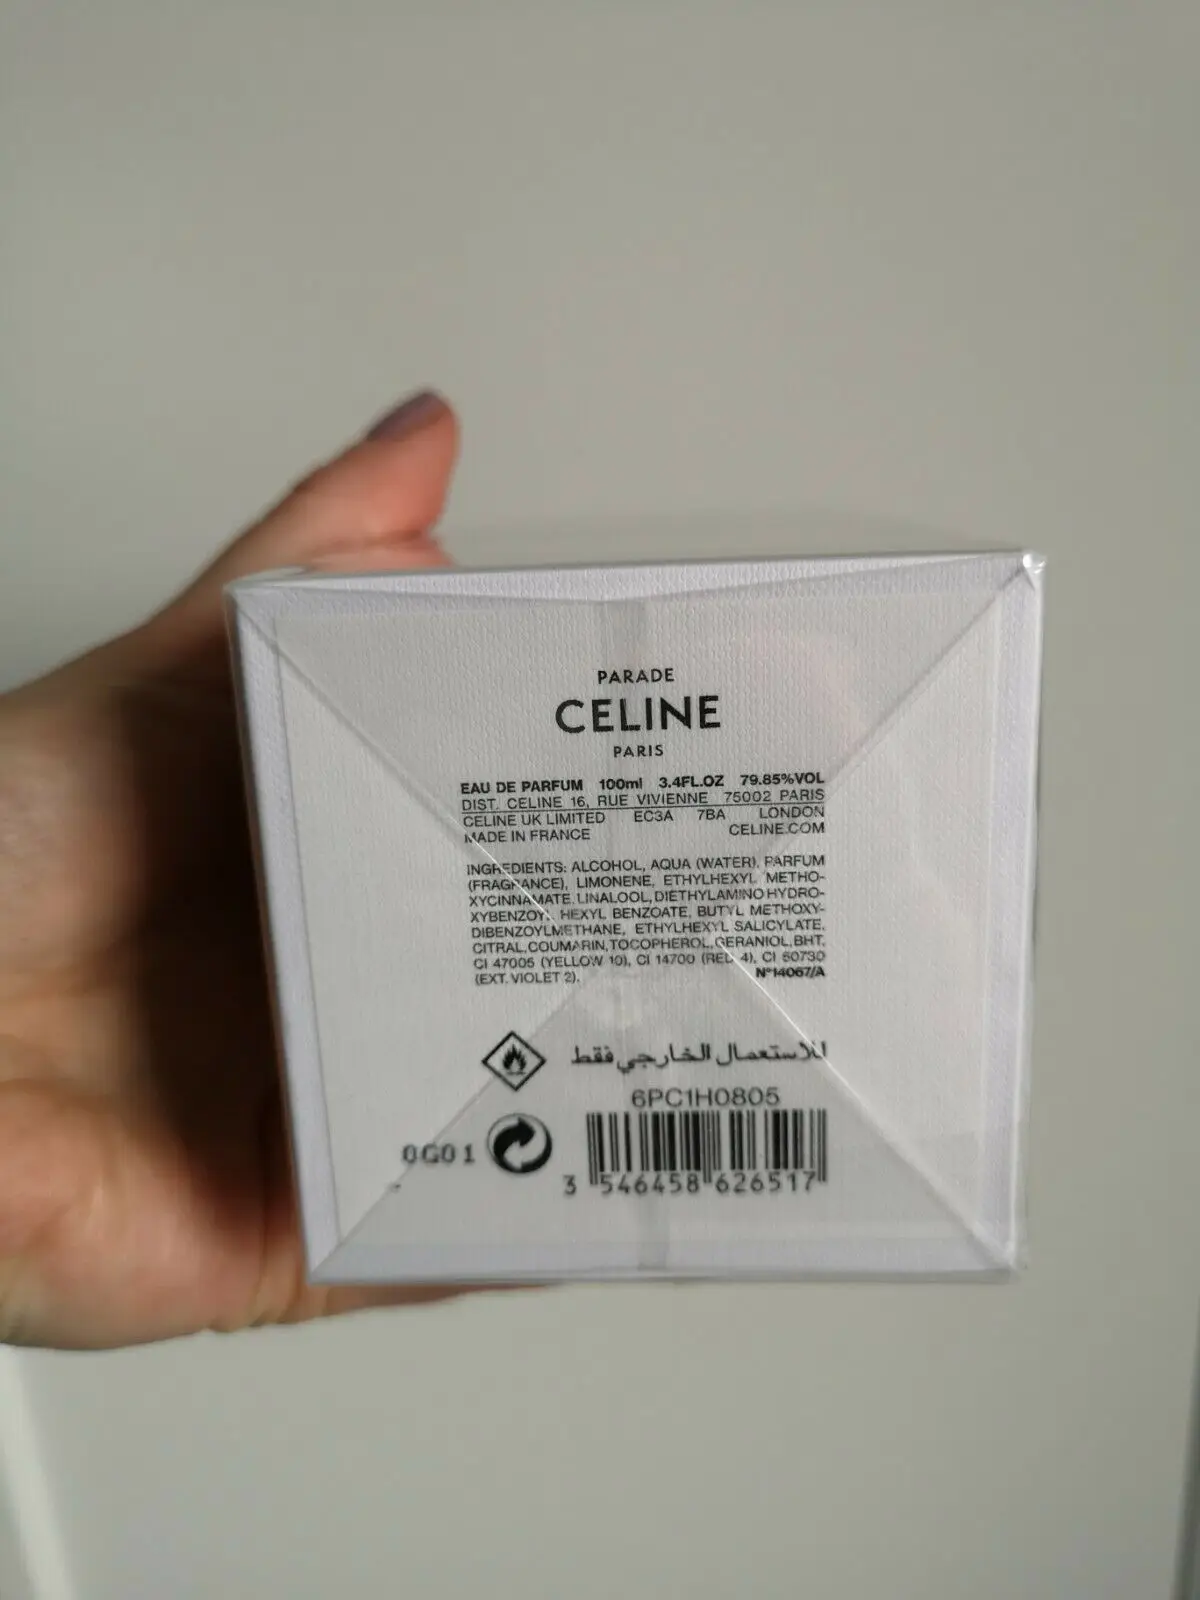 PARADE
CELINE
PARIS
EAU DE PARFUM 100ml 3.4FL.OZ 79.85%VOL
DIST. CELINE 16, RUE VIVIENNE 75002 PARIS
CELINE UK LIMITED EC3A 7BA LONDON
MADE IN FRANCE CELINE.COM
INGREDIENTS: ALCOHOL, AQUA (WATER), PARFUM
(FRAGRANCE), LIMONENE, ETHYLHEXYL METHO-
XYCINNAMATE, LINALOOL, DIETHYLAMINO HYDRO-
XYBENZOYL HEXYL BENZOATE, BUTYL METHOXY-
DIBENZOYLMETHANE, ETHYLHEXYL SALICYLATE,
CITRAL, COUMARIN, TOCOPHEROL, GERANIOL, BHT,
CI 47005 (YELLOW 10), CI 14700 (RED 4), CI 60730
(EXT. VIOLET 2). N°14067/A
للاستعمال الخارجي فقط
6PC1H0805
0G01
3 546458 626517